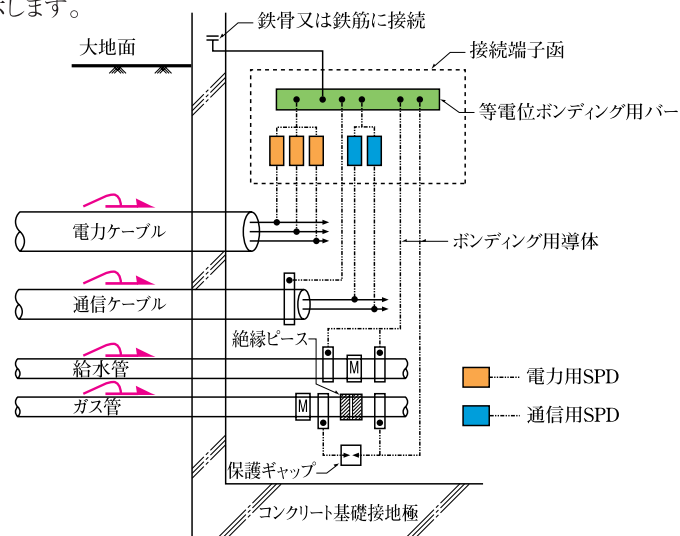 示します。
鉄骨又は鉄筋に接続
大地面
接続端子函
等電位ボンディング用バー
電力ケーブル
ボンディング用導体
通信ケーブル
絶縁ピース
給水管
M
電力用SPD
ガス管
M
通信用SPD
保護ギャップ
コンクリート基礎接地極